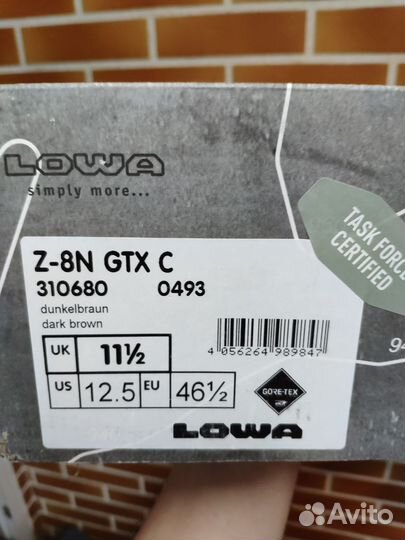 LOWA
simply more...
TASK FORCE
CERTIFIED
Z-8N GTX C
310680 0493
dunkelbraun
dark brown
UK 11½
4 056264 989847
US 12.5 EU 46½
GORE-TEX
LOWA
94
Avito